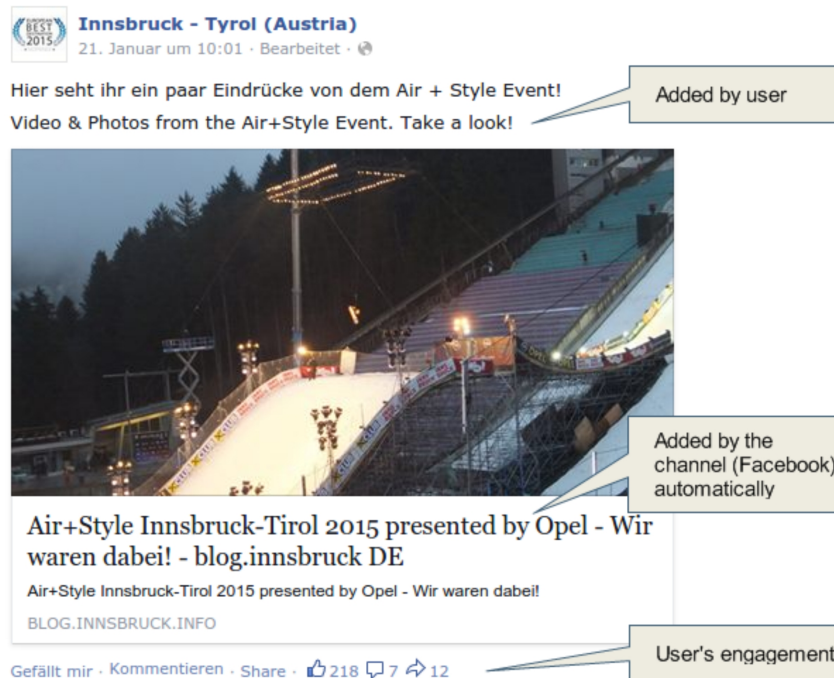 EUROPEAN
BEST
2015
Innsbruck - Tyrol (Austria)
21. Januar um 10:01 · Bearbeitet ·
Hier seht ihr ein paar Eindrücke von dem Air + Style Event!
Added by user
Video & Photos from the Air+Style Event. Take a look!
Added by the
channel (Facebook)
automatically
Air+Style Innsbruck-Tirol 2015 presented by Opel - Wir
waren dabei! - blog.innsbruck DE
Air+Style Innsbruck-Tirol 2015 presented by Opel - Wir waren dabei!
BLOG.INNSBRUCK.INFO
User's engagement
Gefällt mir · Kommentieren · Share · 218 7 12